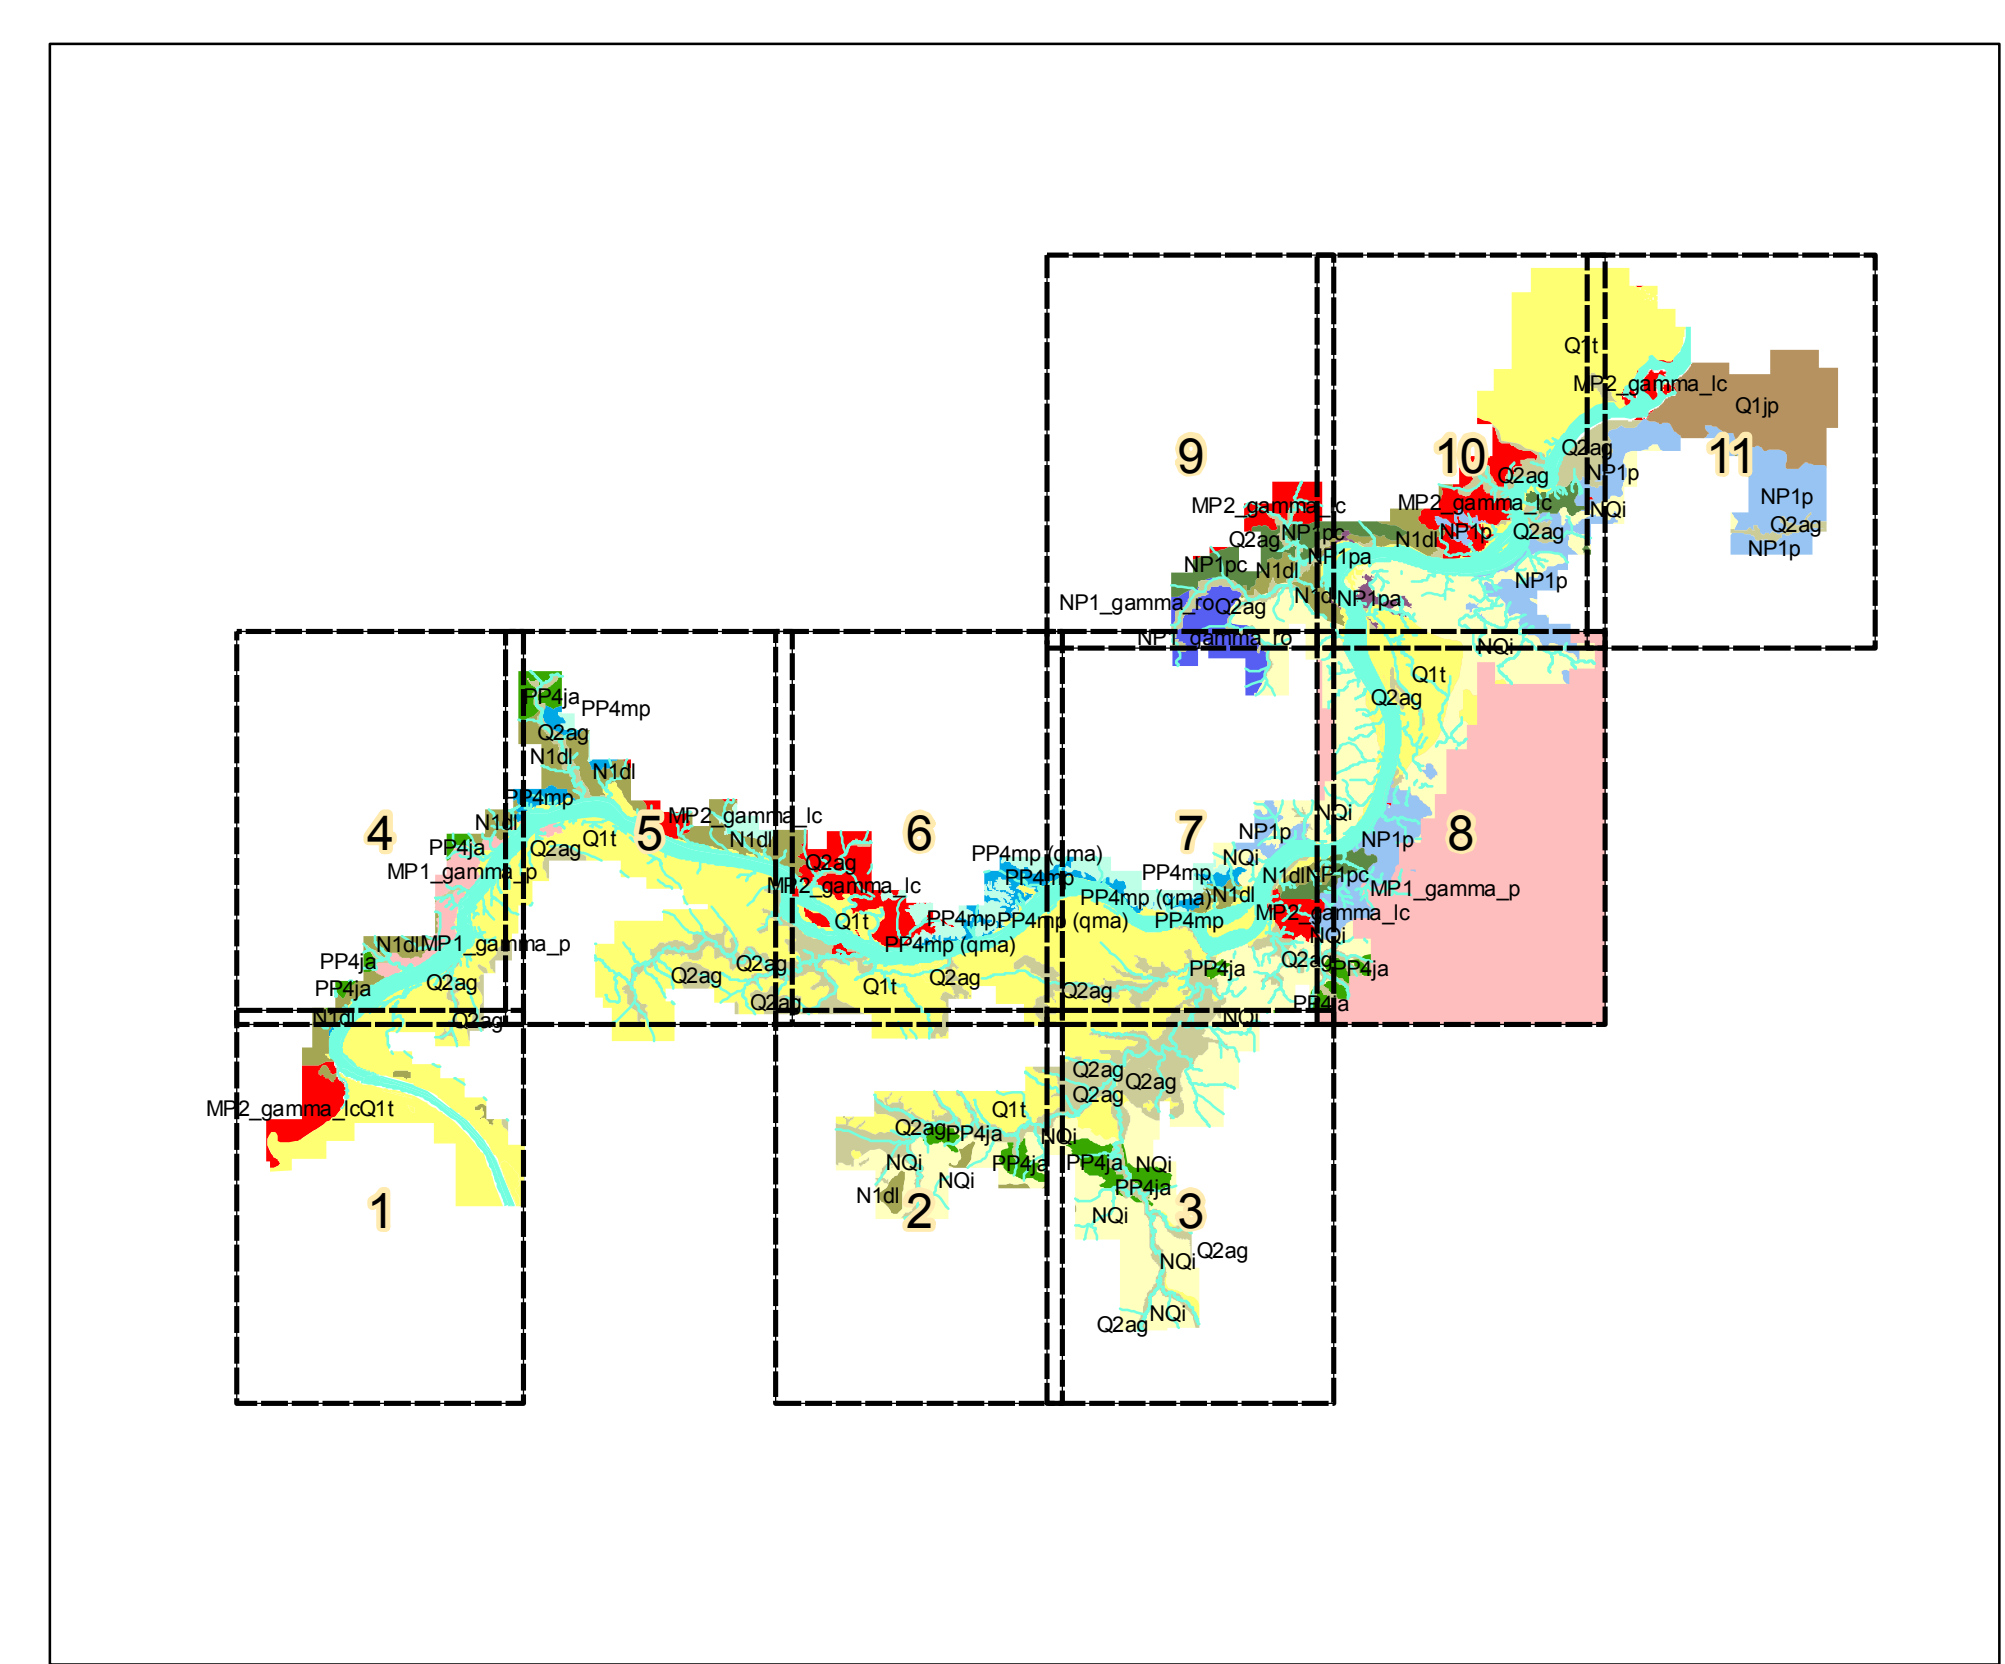 Q1t
MP2_gamma_lc
Q1jp
9
10
Q2ag
11
Q2ag
NP1p
NP1p
MP2_gamma_lc
MP2_gamma_lc
NQi
Q2ag
NP1pc
N1dl
NP1p
Q2ag
NP1p
Q2ag
NP1pa
NP1pc
N1dl
NP1p
NP1_gamma_ro
Q2ag
N1dl
NP1pa
NP1_gamma_ro
NQi
Q1t
PP4ja
PP4mp
Q2ag
Q2ag
N1dl
N1dl
PP4mp
MP2_gamma_lc
NQi
4
N1dl
Q1t
5
N1dl
6
7
NP1p
NP1p
8
PP4ja
Q2ag
PP4mp (qma)
NQi
MP1_gamma_p
Q2ag
PP4mp
PP4mp
N1dl
NP1pc
MP2_gamma_lc
PP4mp (qma)
N1dl
MP1_gamma_p
Q1t
PP4mp
PP4mp (qma)
PP4mp
MP2_gamma_lc
N1dl
MP1_gamma_p
PP4mp (qma)
NQi
PP4ja
Q2ag
Q2ag
Q2ag
PP4ja
Q2ag
PP4ja
PP4ja
Q2ag
Q1t
Q2ag
Q2ag
PP4ja
N1dl
Q2ag
NQi
Q2ag
Q2ag
Q2ag
MP2_gamma_lc
Q1t
Q1t
Q2ag
PP4ja
NQi
NQi
PP4ja
PP4ja
NQi
NQi
N1dl
PP4ja
1
2
NQi
3
Q2ag
NQi
NQi
Q2ag